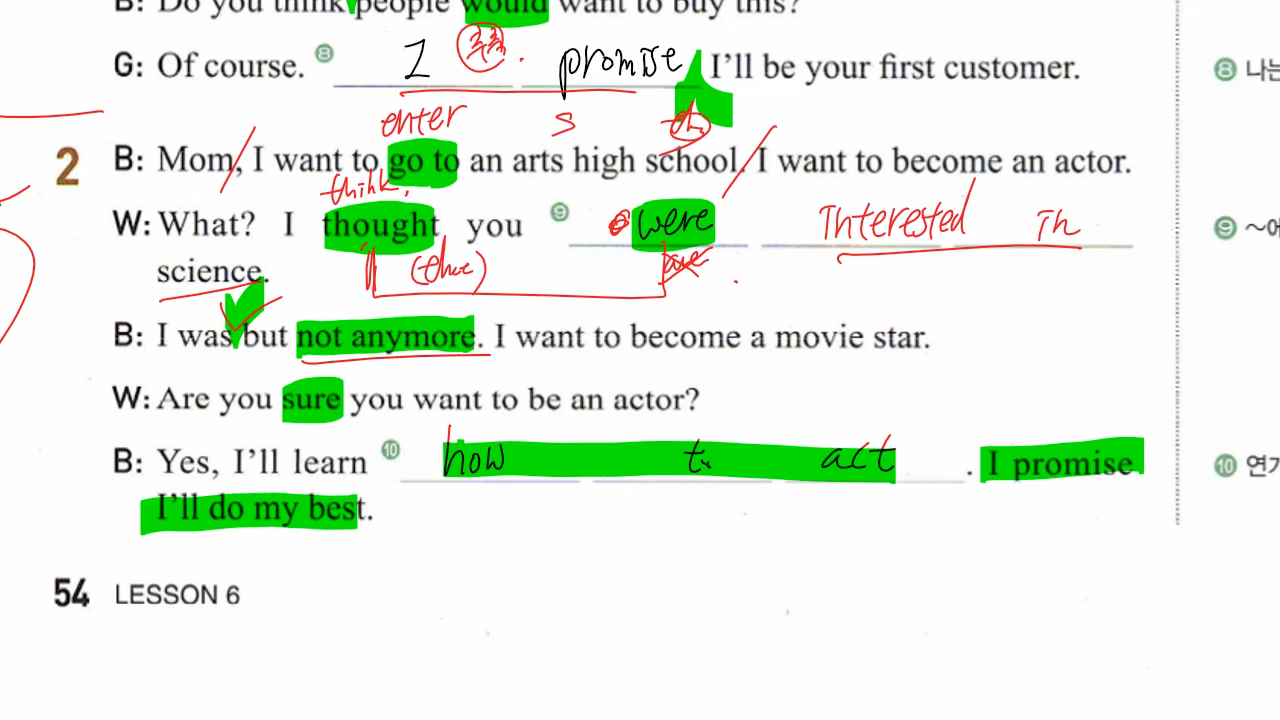 B: Do you think people would want to buy this?
G: Of course. ⑧ I promise I'll be your first customer. ⑧ 나는
enter s
2 B: Mom, I want to go to an arts high school. I want to become an actor.
think.
W: What? I thought you ⑨ were interested in ⑨ ~에
science. (that) are
B: I was but not anymore. I want to become a movie star.
W: Are you sure you want to be an actor?
B: Yes, I'll learn ⑩ how to act. I promise ⑩ 연기
I'll do my best.
54 LESSON 6